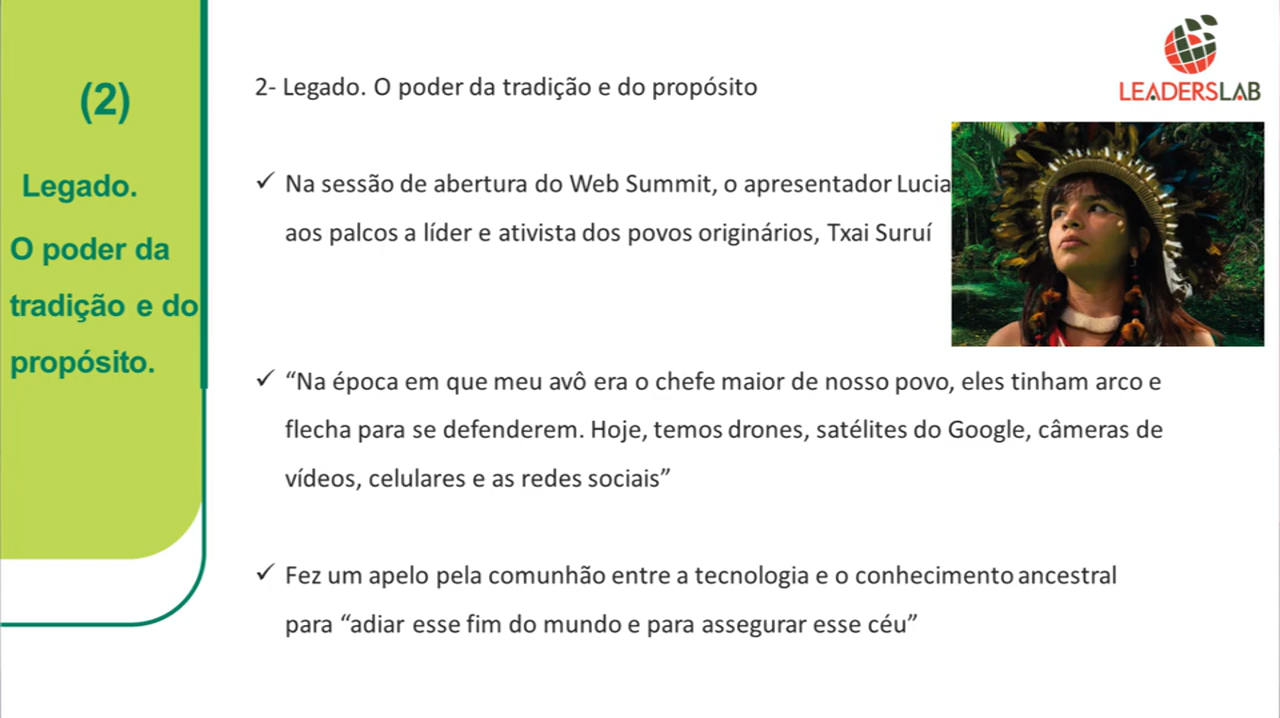 (2)
Legado.
O poder da
tradição e do
propósito.
2- Legado. O poder da tradição e do propósito
LEADERSLAB
✓ Na sessão de abertura do Web Summit, o apresentador Lucia
aos palcos a líder e ativista dos povos originários, Txai Suruí
✓ “Na época em que meu avô era o chefe maior de nosso povo, eles tinham arco e
flecha para se defenderem. Hoje, temos drones, satélites do Google, câmeras de
vídeos, celulares e as redes sociais”
✓ Fez um apelo pela comunhão entre a tecnologia e o conhecimento ancestral
para “adiar esse fim do mundo e para assegurar esse céu”